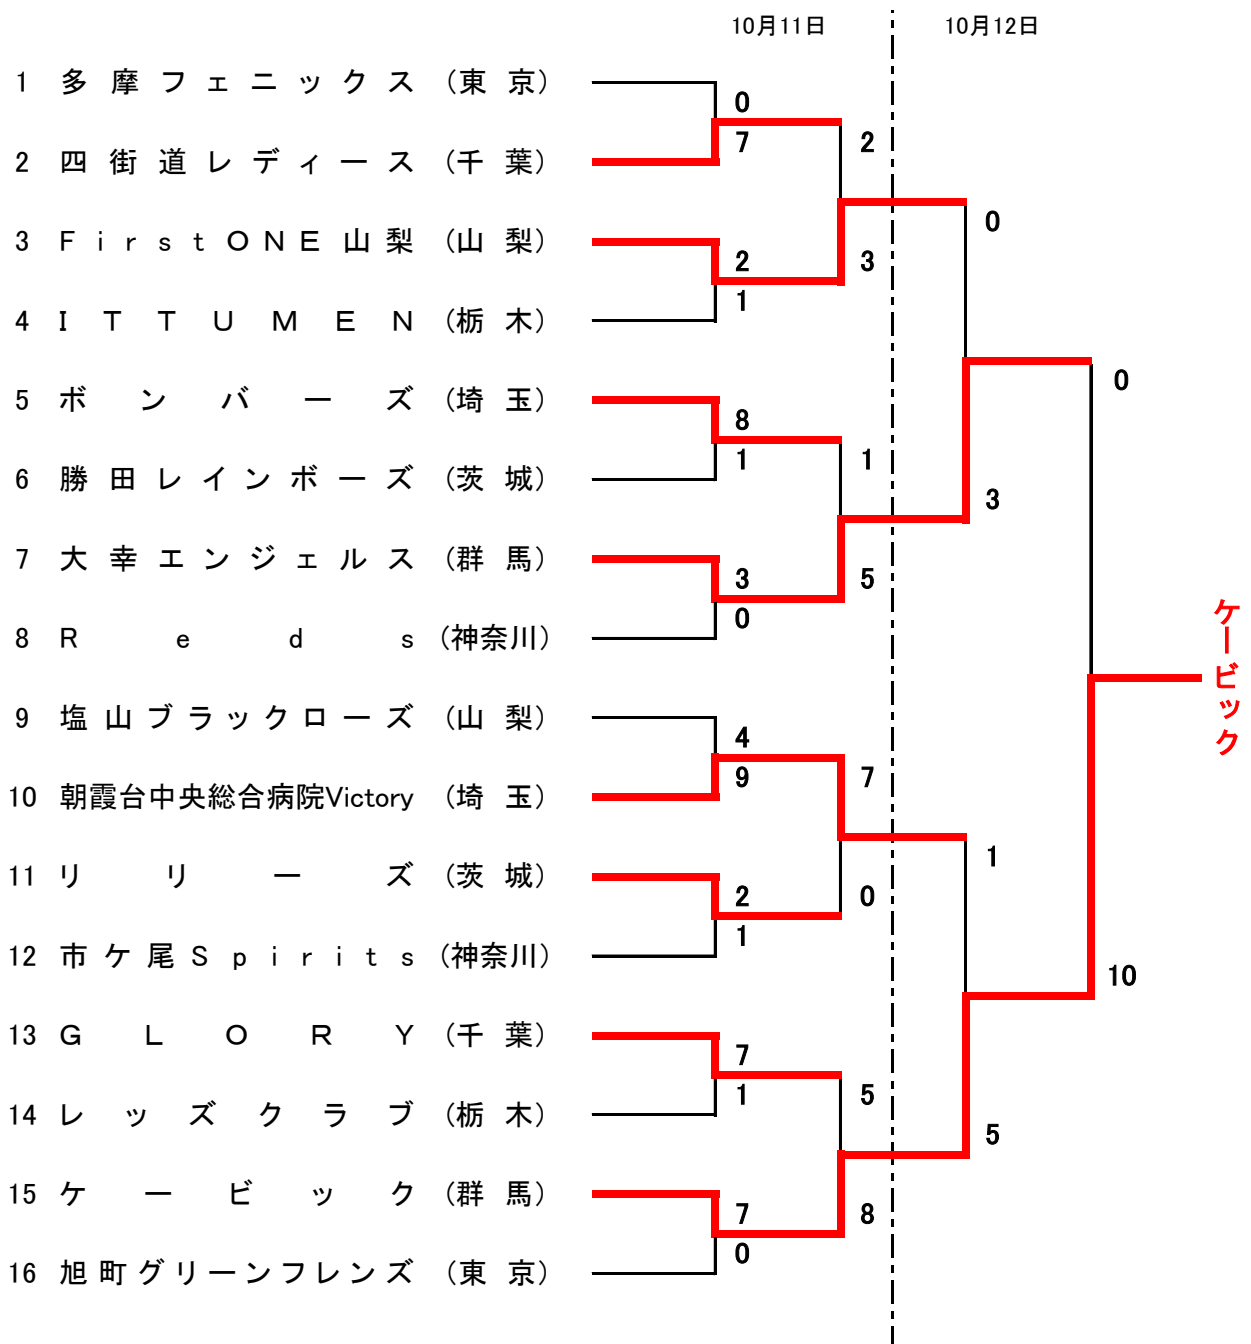 10月11日 10月12日
1 多摩フェニックス (東京)
0
7 2
2 四街道レディース (千葉)
0
3 FirstONE山梨 (山梨)
2 3
1
4 ITTUMEN (栃木)
0
5 ボンバーズ (埼玉)
8
1 1
6 勝田レインボーズ (茨城)
3
7 大幸エンジェルス (群馬)
3 5
0
8 Reds (神奈川)
ケービック
9 塩山ブラックローズ (山梨)
4
9 7
10 朝霞台中央総合病院Victory (埼玉)
1
11 リリーズ (茨城)
2 0
1
12 市ケ尾Spirits (神奈川)
10
13 GLORY (千葉)
7
1 5
14 レッズクラブ (栃木)
5
15 ケービック (群馬)
7 8
0
16 旭町グリーンフレンズ (東京)